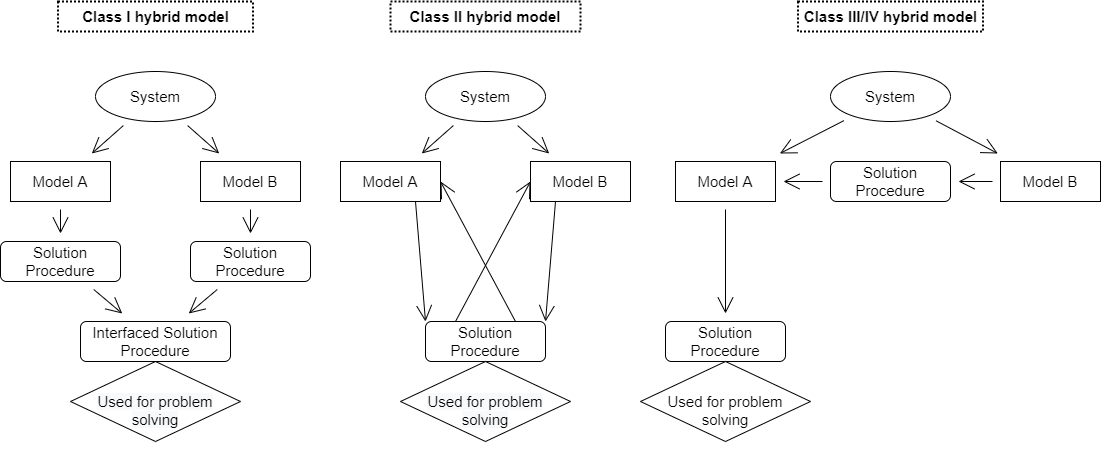 Class I hybrid model
System
Model A
Model B
Solution
Procedure
Solution
Procedure
Interfaced Solution
Procedure
Used for problem
solving
Class II hybrid model
System
Model A
Model B
Solution
Procedure
Used for problem
solving
Class III/IV hybrid model
System
Model A
Solution
Procedure
Model B
Solution
Procedure
Used for problem
solving